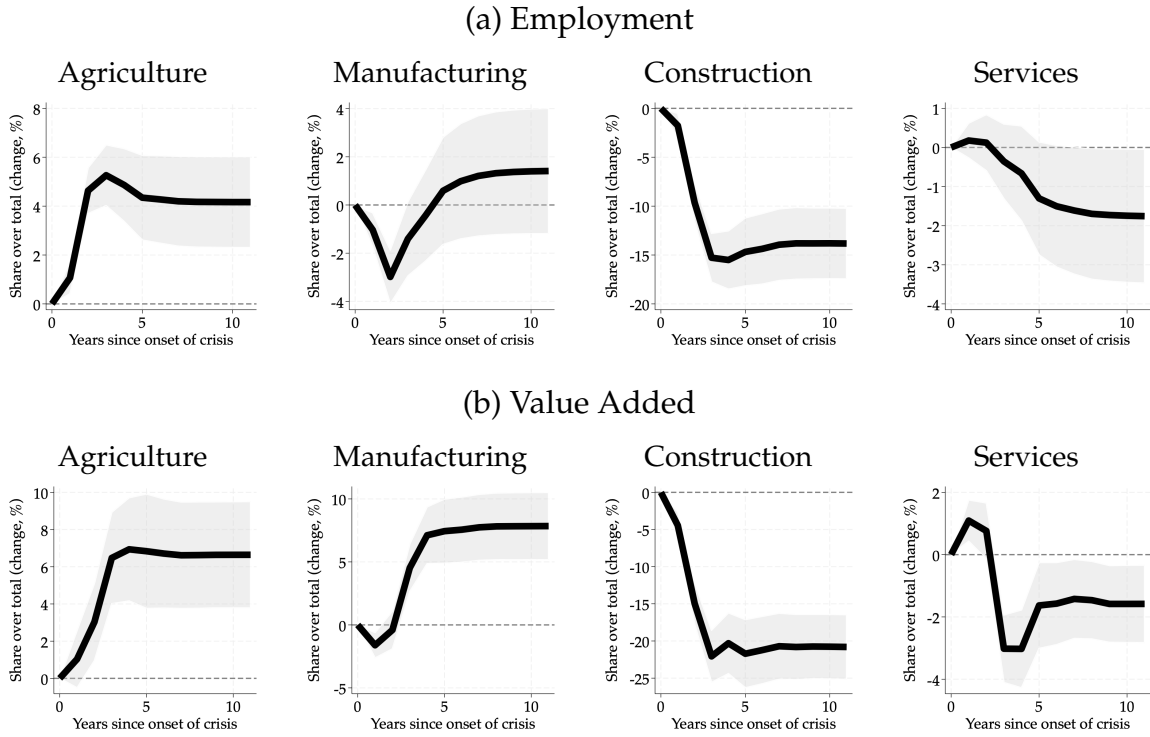 (a) Employment
Agriculture
Share over total (change, %)
8
6
4
2
0
0 5 10
Years since onset of crisis
Manufacturing
Share over total (change, %)
4
2
0
-2
-4
0 5 10
Years since onset of crisis
Construction
Share over total (change, %)
0
-5
-10
-15
-20
0 5 10
Years since onset of crisis
Services
Share over total (change, %)
1
0
-1
-2
-3
-4
0 5 10
Years since onset of crisis
(b) Value Added
Agriculture
Share over total (change, %)
10
8
6
4
2
0
0 5 10
Years since onset of crisis
Manufacturing
Share over total (change, %)
10
5
0
-5
0 5 10
Years since onset of crisis
Construction
Share over total (change, %)
0
-5
-10
-15
-20
-25
0 5 10
Years since onset of crisis
Services
Share over total (change, %)
2
0
-2
-4
0 5 10
Years since onset of crisis